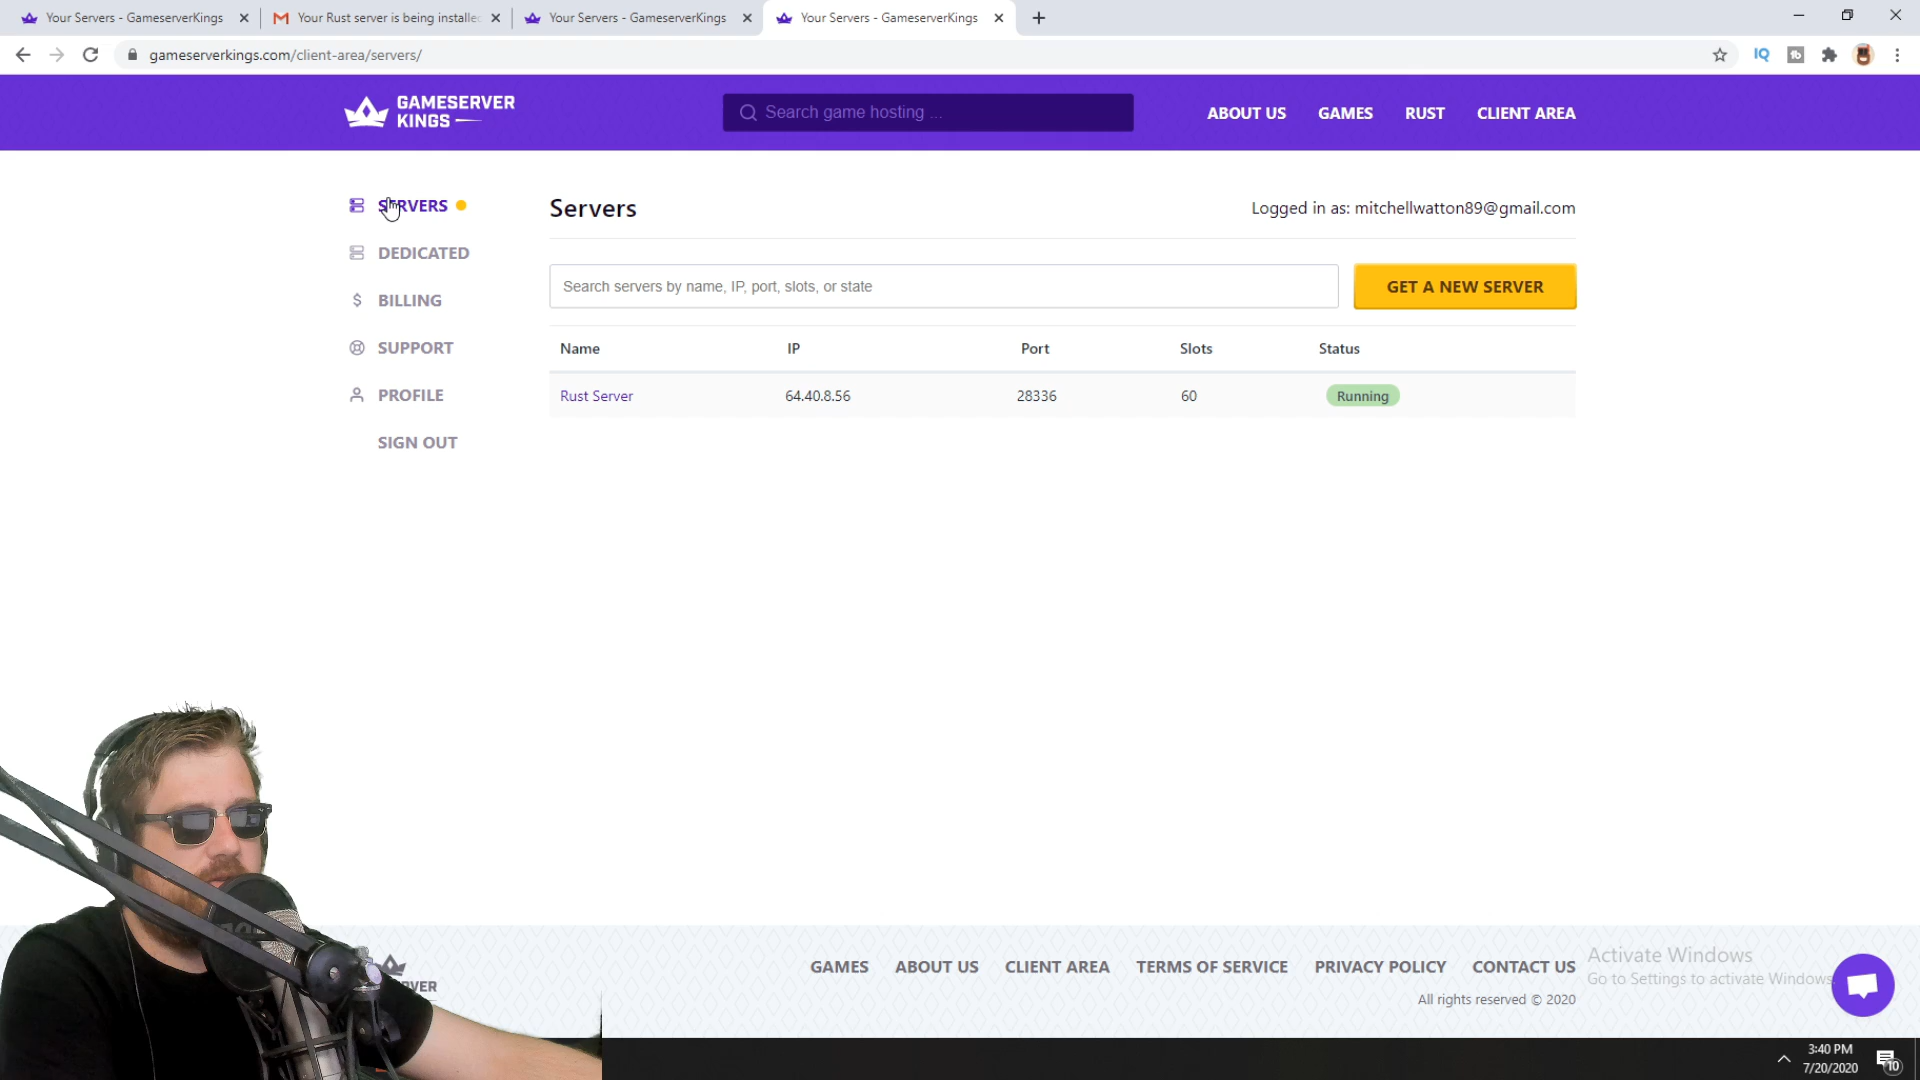 Your Servers - GameserverKings
Your Rust server is being installe
Your Servers - GameserverKings
Your Servers - GameserverKings
gameserverkings.com/client-area/servers/
IQ
GAMESERVER
KINGS
Search game hosting ...
ABOUT US
GAMES
RUST
CLIENT AREA
SERVERS
DEDICATED
BILLING
SUPPORT
PROFILE
SIGN OUT
Servers
Logged in as: mitchellwatton89@gmail.com
Search servers by name, IP, port, slots, or state
GET A NEW SERVER
Name IP Port Slots Status
Rust Server 64.40.8.56 28336 60 Running
VER
GAMES ABOUT US CLIENT AREA TERMS OF SERVICE PRIVACY POLICY CONTACT US
All rights reserved © 2020
Activate Windows
Go to Settings to activate Windows.
3:40 PM
7/20/2020
10